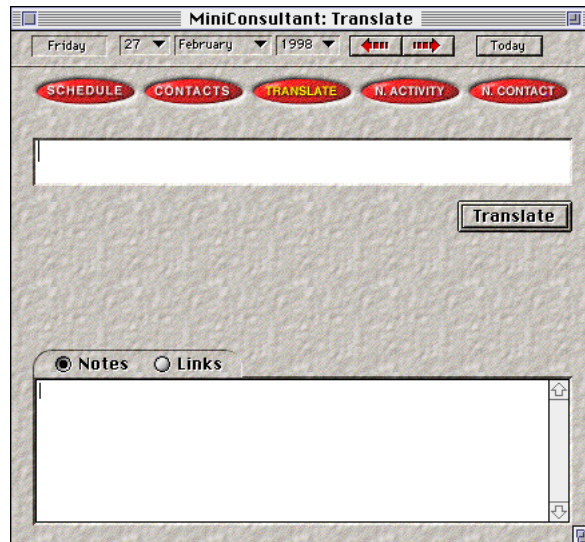 MiniConsultant: Translate
Friday 27 February 1998 Today
SCHEDULE CONTACTS TRANSLATE N. ACTIVITY N. CONTACT
Translate
Notes Links